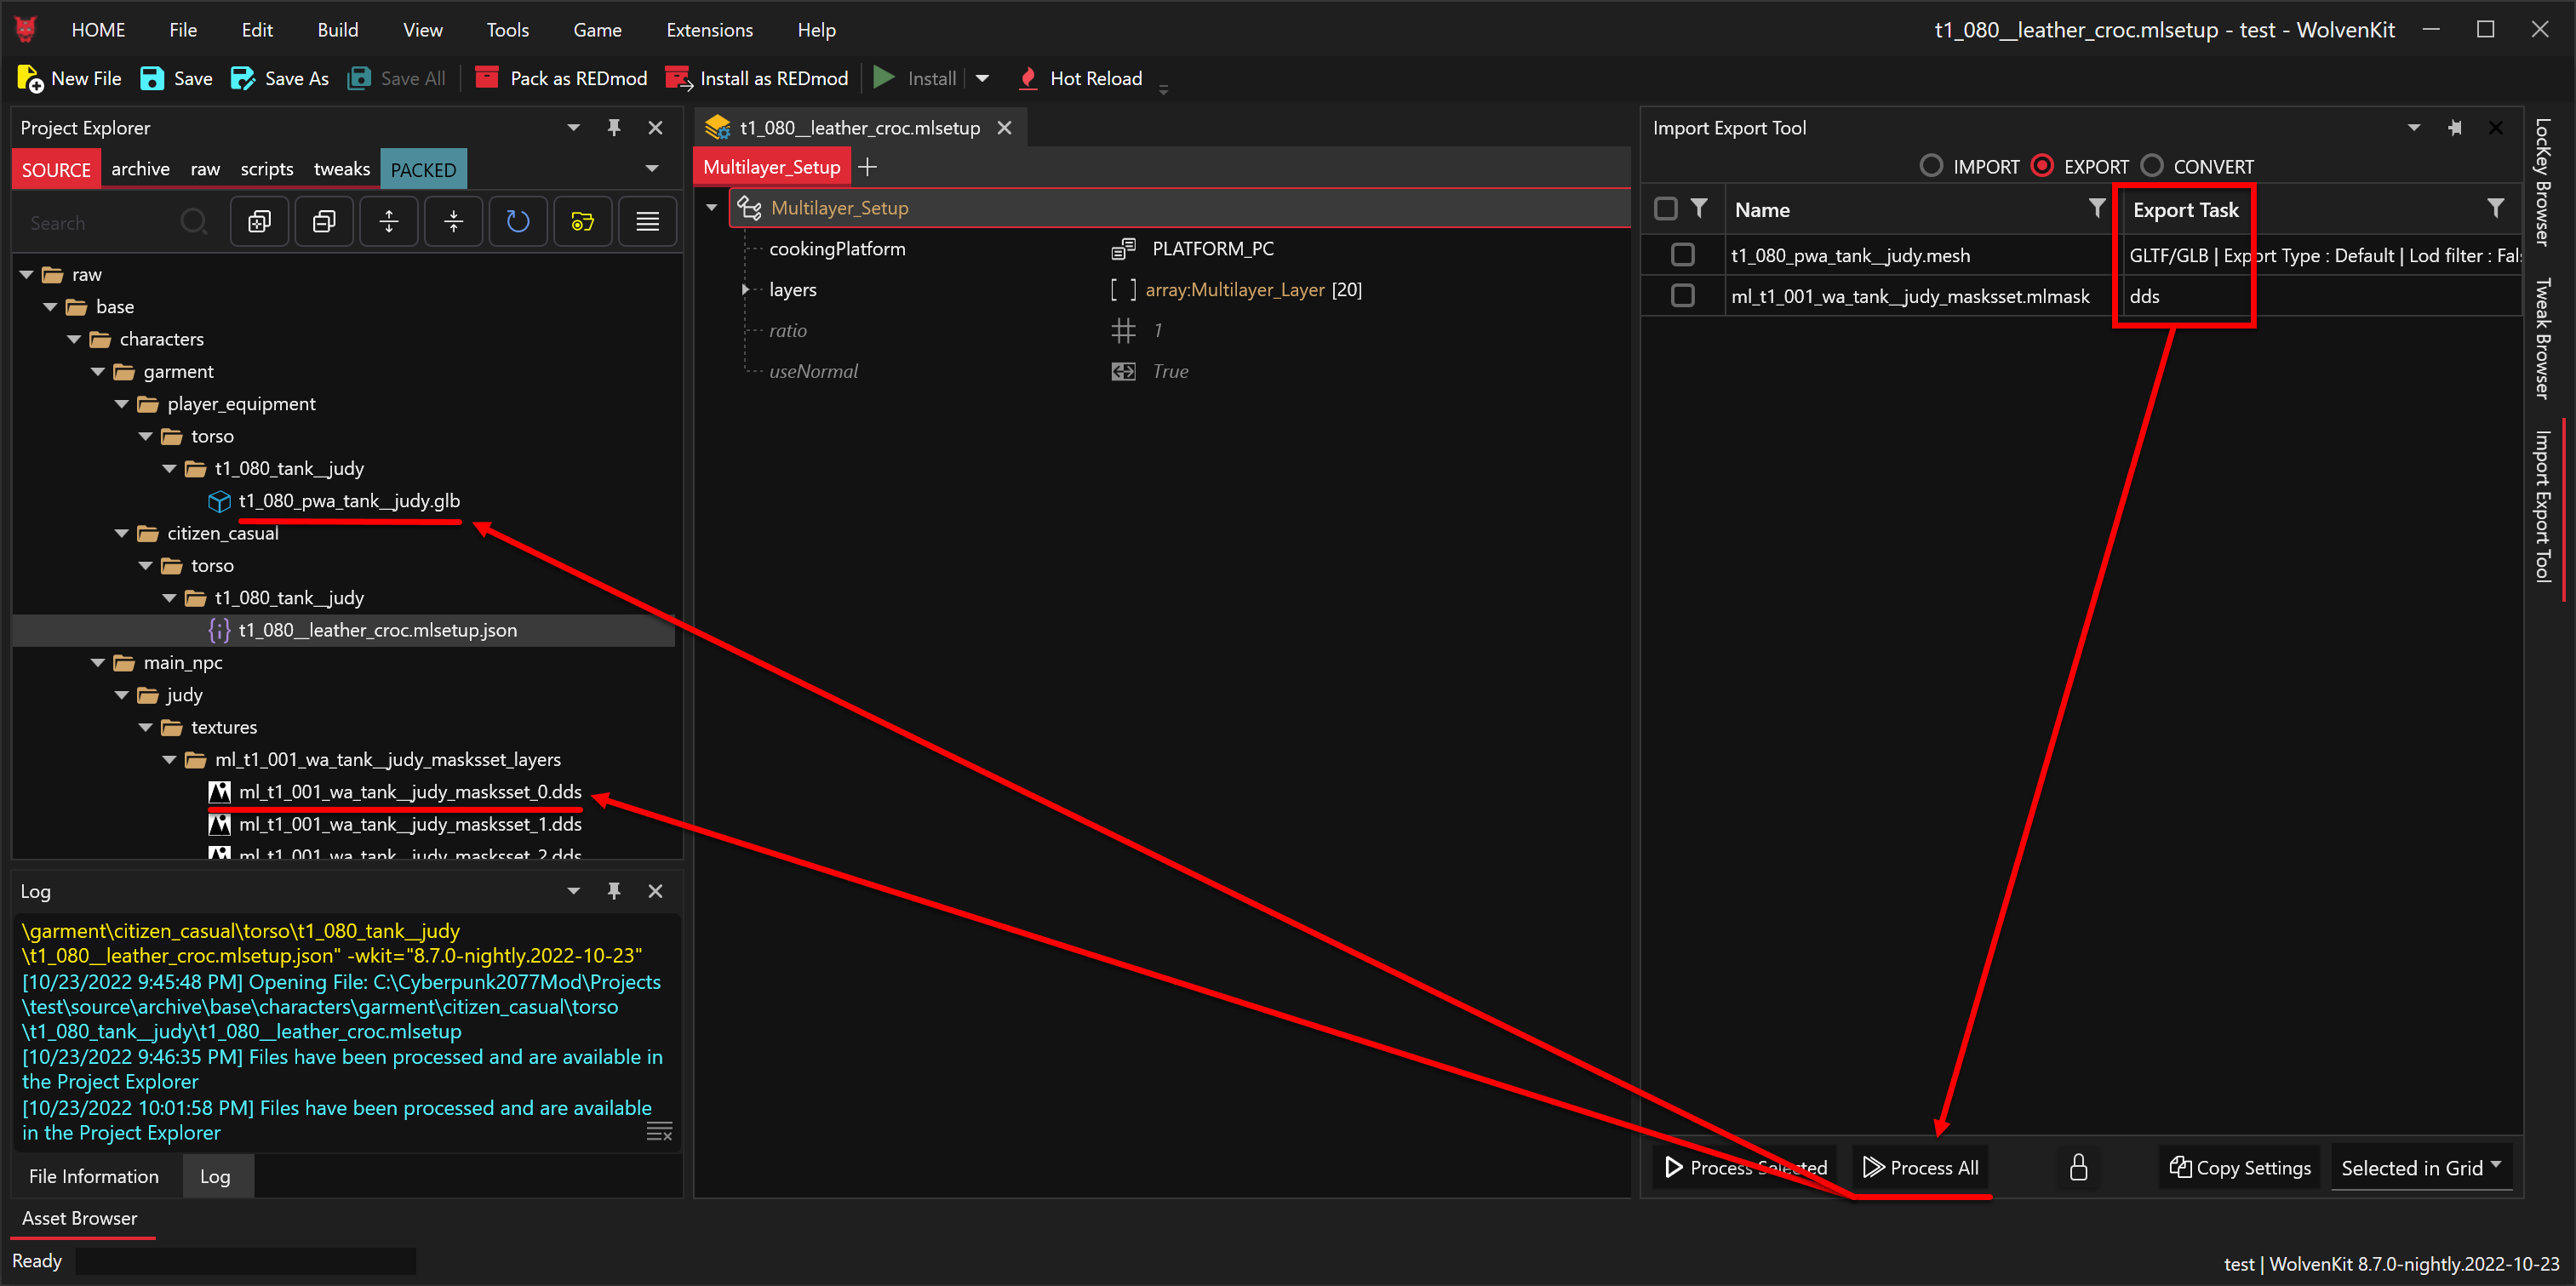 HOME File Edit Build View Tools Game Extensions Help
t1_080__leather_croc.mlsetup - test - WolvenKit
New File Save Save As Save All Pack as REDmod Install as REDmod Install Hot Reload
Project Explorer
SOURCE archive raw scripts tweaks PACKED
Search
raw
base
characters
garment
player_equipment
torso
t1_080_tank__judy
t1_080_pwa_tank__judy.glb
citizen_casual
torso
t1_080_tank__judy
t1_080__leather_croc.mlsetup.json
main_npc
judy
textures
ml_t1_001_wa_tank__judy_masksset_layers
ml_t1_001_wa_tank__judy_masksset_0.dds
ml_t1_001_wa_tank__judy_masksset_1.dds
ml_t1_001_wa_tank__judy_masksset_2.dds
Log
\garment\citizen_casual\torso\t1_080_tank__judy
\t1_080__leather_croc.mlsetup.json" -wkit="8.7.0-nightly.2022-10-23"
[10/23/2022 9:45:48 PM] Opening File: C:\Cyberpunk2077Mod\Projects
\test\source\archive\base\characters\garment\citizen_casual\torso
\t1_080_tank__judy\t1_080__leather_croc.mlsetup
[10/23/2022 9:46:35 PM] Files have been processed and are available in
the Project Explorer
[10/23/2022 10:01:58 PM] Files have been processed and are available
in the Project Explorer
File Information Log
Asset Browser
Ready
t1_080__leather_croc.mlsetup
Multilayer_Setup
Multilayer_Setup
cookingPlatform PLATFORM_PC
layers [ ] array:Multilayer_Layer [20]
ratio 1
useNormal True
Import Export Tool
IMPORT EXPORT CONVERT
Name Export Task
t1_080_pwa_tank__judy.mesh GLTF/GLB | Export Type : Default | Lod filter : Fal
ml_t1_001_wa_tank__judy_masksset.mlmask dds
Process Selected Process All Copy Settings Selected in Grid
LocKey Browser
Tweak Browser
Import Export Tool
test | WolvenKit 8.7.0-nightly.2022-10-23